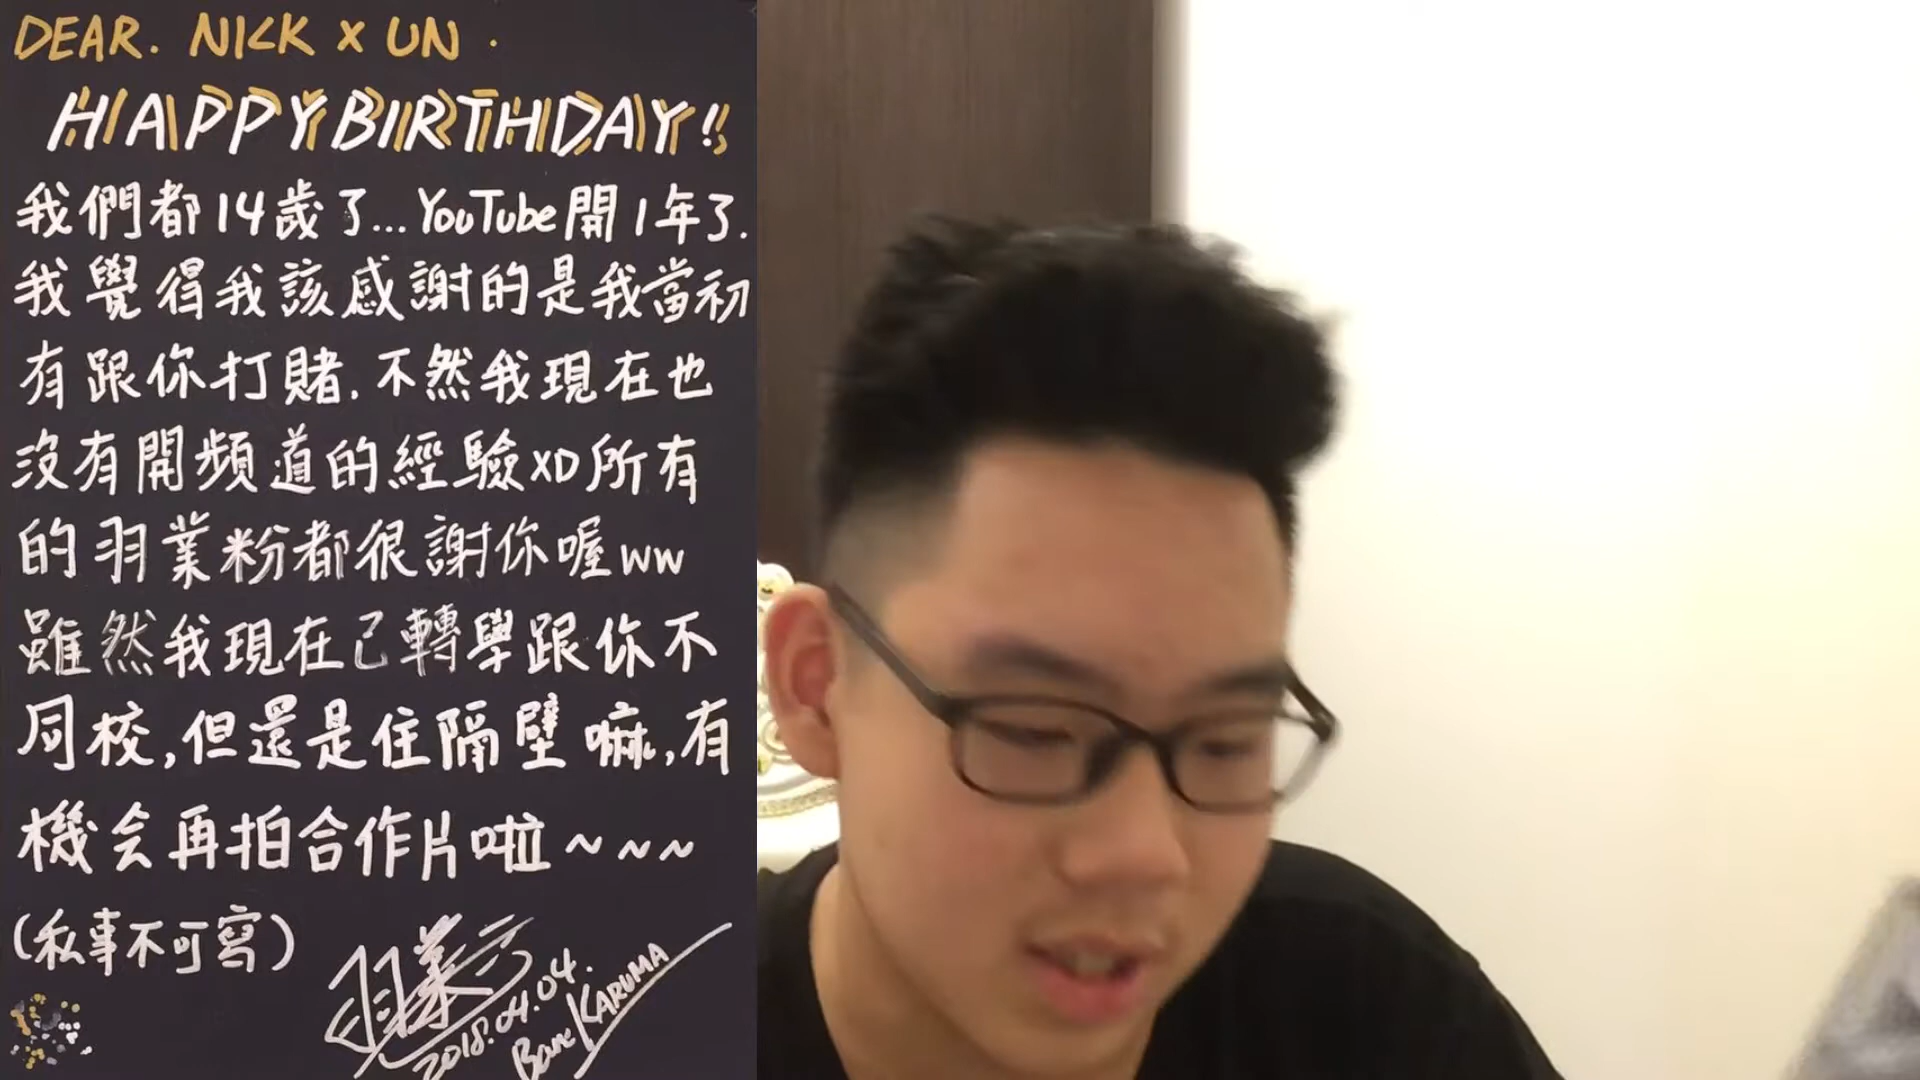 DEAR. NICK x UN.
HAPPY BIRTHDAY!!
我們都14歲了...YouTube開1年了.
我覺得我該感謝的是我當初
有跟你打賭.不然我現在也
沒有開頻道的經驗XD所有
的羽業粉都很謝你喔ww
雖然我現在已轉學跟你不
同校,但還是住隔壁嘛,有
機会再拍合作片啦~~~
(私事不可寫)
羽業
2018.04.04.
KARUMA